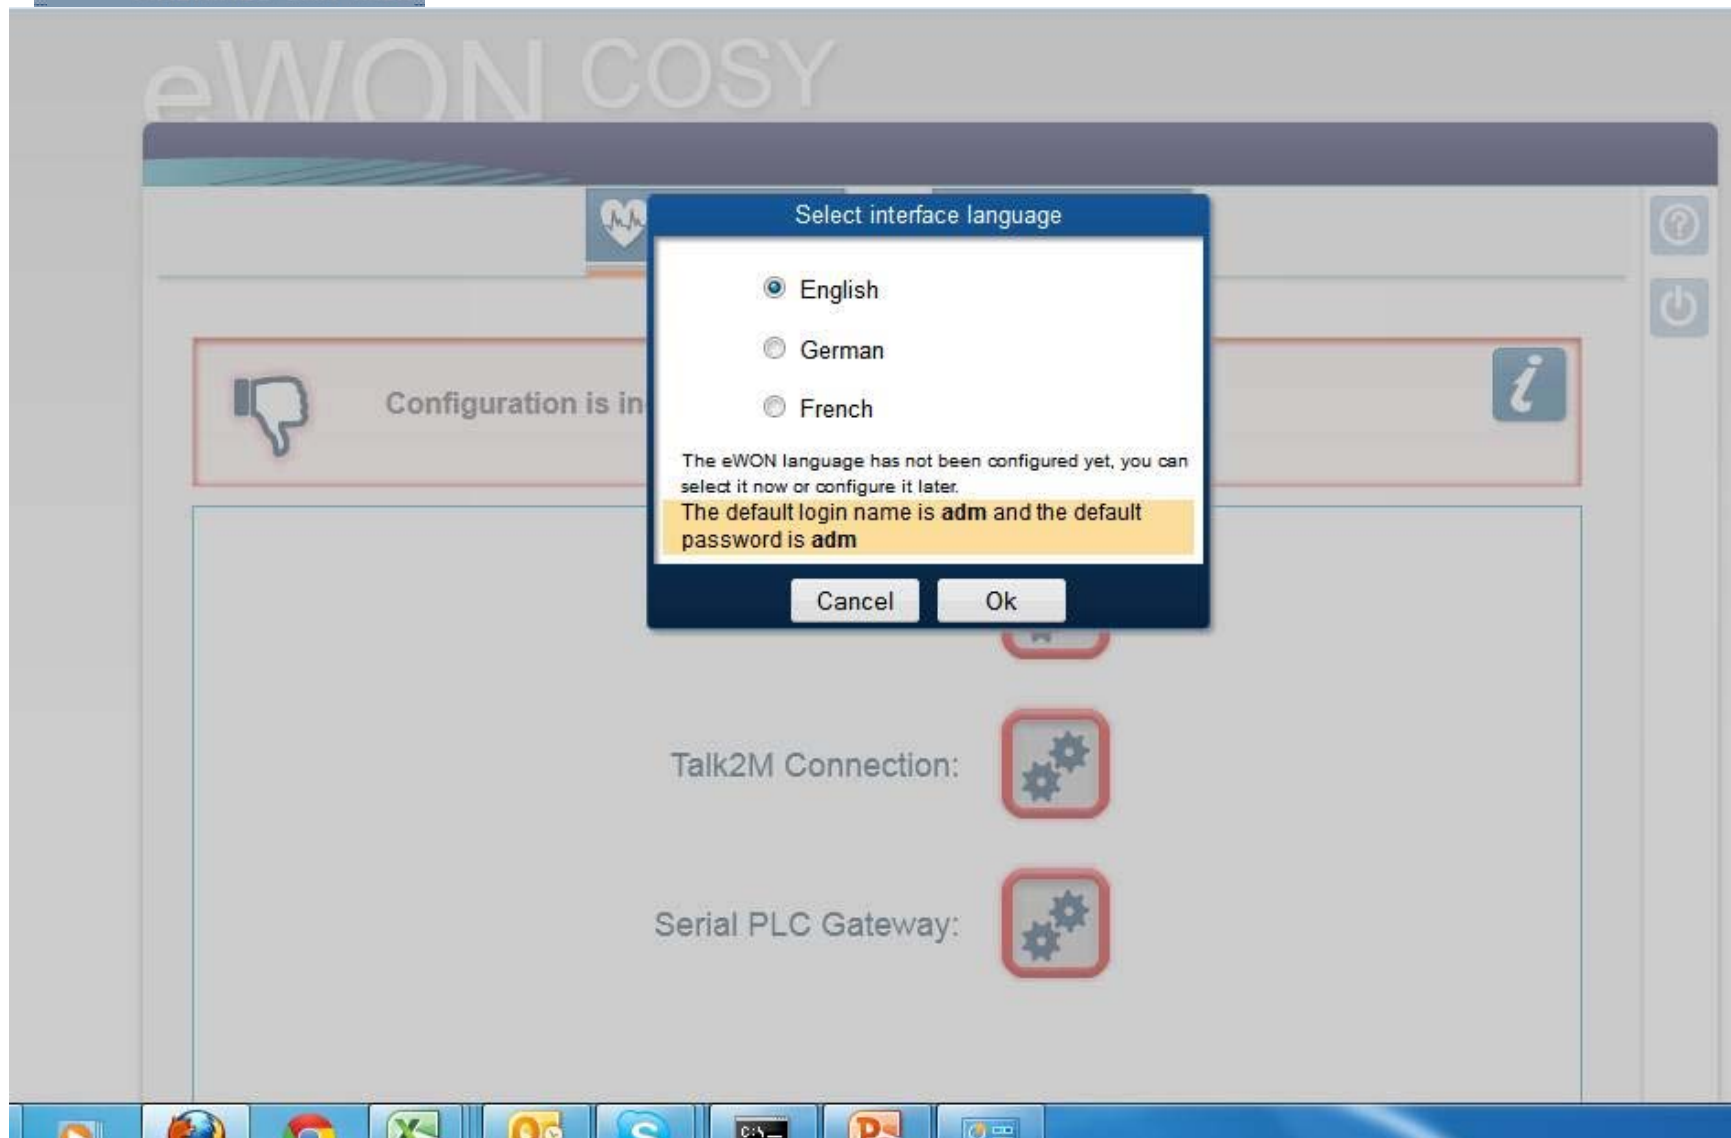 eWON COSY
Select interface language
English
German
French
Configuration is in
The eWON language has not been configured yet, you can
select it now or configure it later.
The default login name is adm and the default
password is adm
Cancel Ok
Talk2M Connection:
Serial PLC Gateway:
C:\